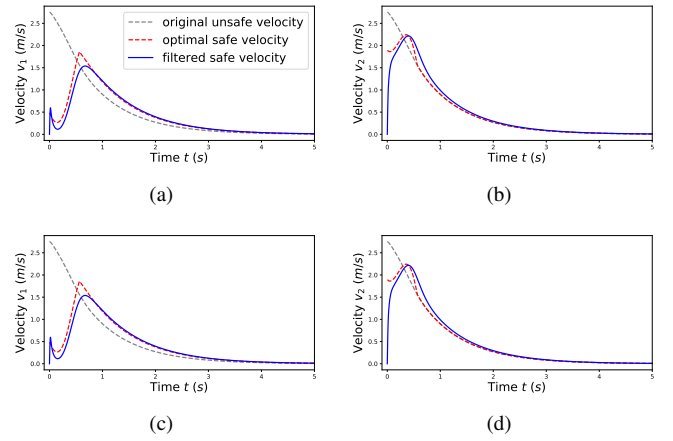 original unsafe velocity
optimal safe velocity
filtered safe velocity
Velocity v₁ (m/s)
2.5
2.0
1.5
1.0
0.5
0.0
0 1 2 3 4 5
Time t (s)
(a)
Velocity v₂ (m/s)
2.5
2.0
1.5
1.0
0.5
0.0
0 1 2 3 4 5
Time t (s)
(b)
Velocity v₁ (m/s)
2.5
2.0
1.5
1.0
0.5
0.0
0 1 2 3 4 5
Time t (s)
(c)
Velocity v₂ (m/s)
2.5
2.0
1.5
1.0
0.5
0.0
0 1 2 3 4 5
Time t (s)
(d)